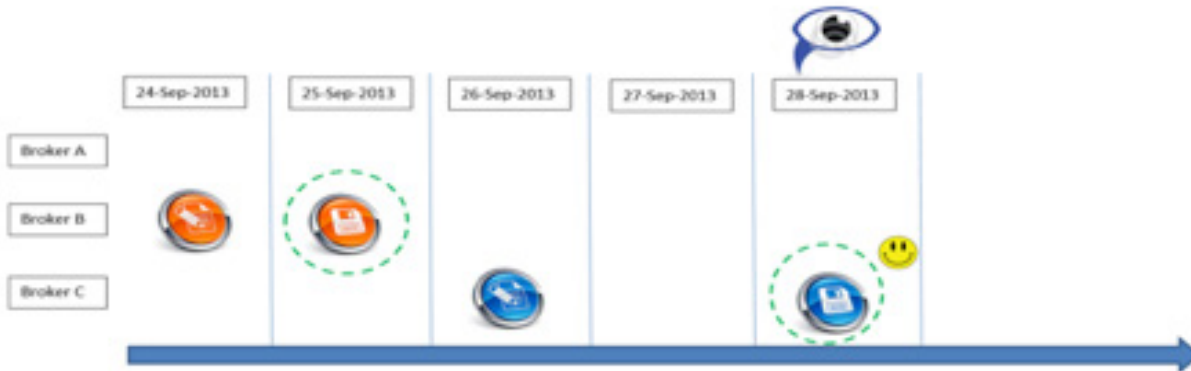 24-Sep-2013
25-Sep-2013
26-Sep-2013
27-Sep-2013
28-Sep-2013
Broker A
Broker B
Broker C